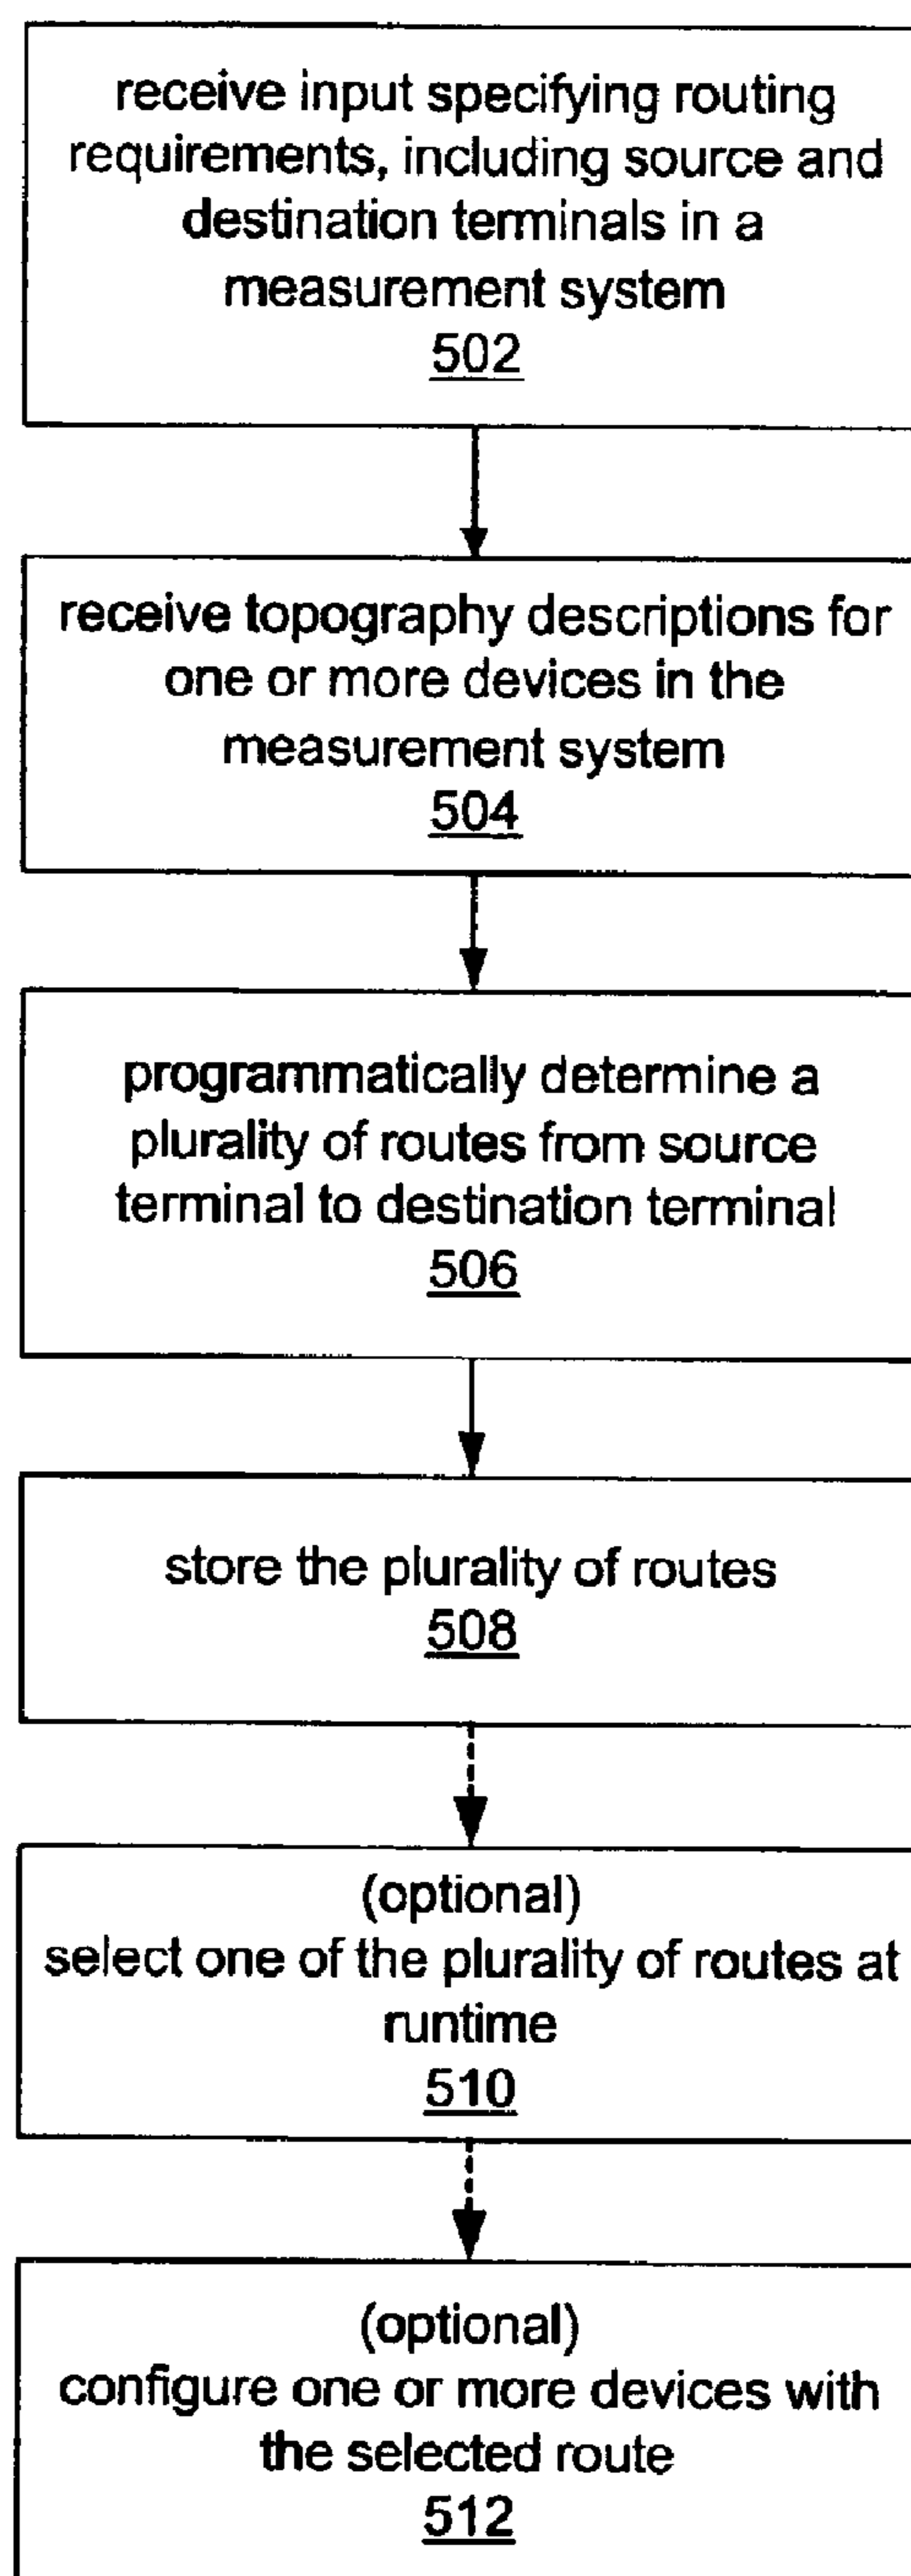 receive input specifying routing
requirements, including source and
destination terminals in a
measurement system
502
receive topography descriptions for
one or more devices in the
measurement system
504
programmatically determine a
plurality of routes from source
terminal to destination terminal
506
store the plurality of routes
508
(optional)
select one of the plurality of routes at
runtime
510
(optional)
configure one or more devices with
the selected route
512